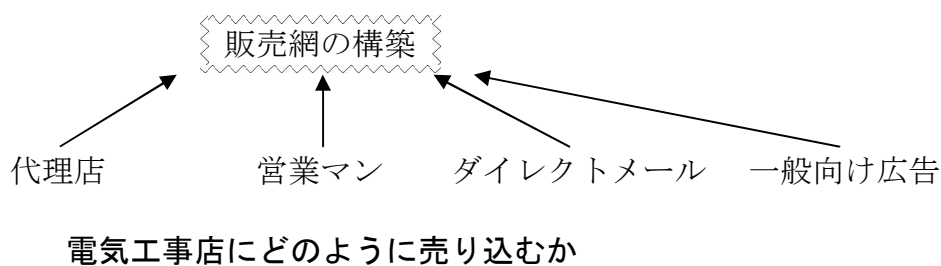 販売網の構築
代理店　営業マン　ダイレクトメール　一般向け広告
電気工事店にどのように売り込むか